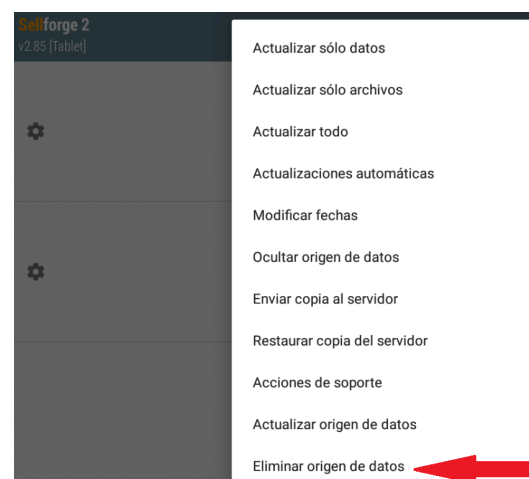 Sellforge 2
v2.85 [Tablet]
Actualizar sólo datos
Actualizar sólo archivos
Actualizar todo
Actualizaciones automáticas
Modificar fechas
Ocultar origen de datos
Enviar copia al servidor
Restaurar copia del servidor
Acciones de soporte
Actualizar origen de datos
Eliminar origen de datos